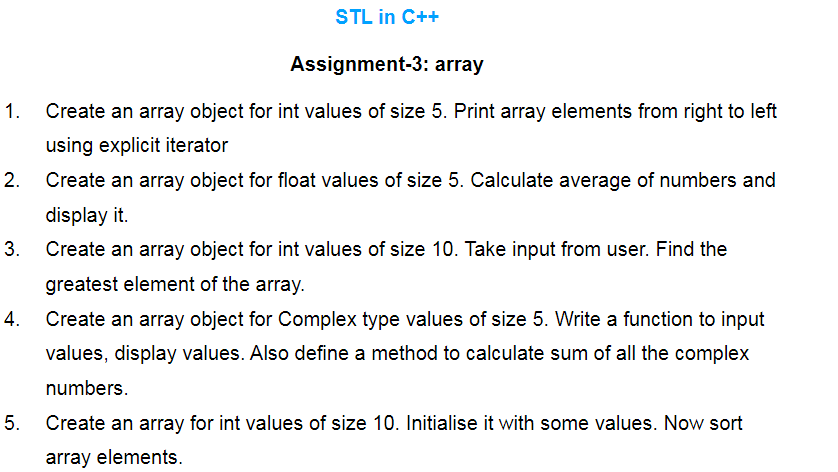 STL in C++
Assignment-3: array
1. Create an array object for int values of size 5. Print array elements from right to left
using explicit iterator
2. Create an array object for float values of size 5. Calculate average of numbers and
display it.
3. Create an array object for int values of size 10. Take input from user. Find the
greatest element of the array.
4. Create an array object for Complex type values of size 5. Write a function to input
values, display values. Also define a method to calculate sum of all the complex
numbers.
5. Create an array for int values of size 10. Initialise it with some values. Now sort
array elements.